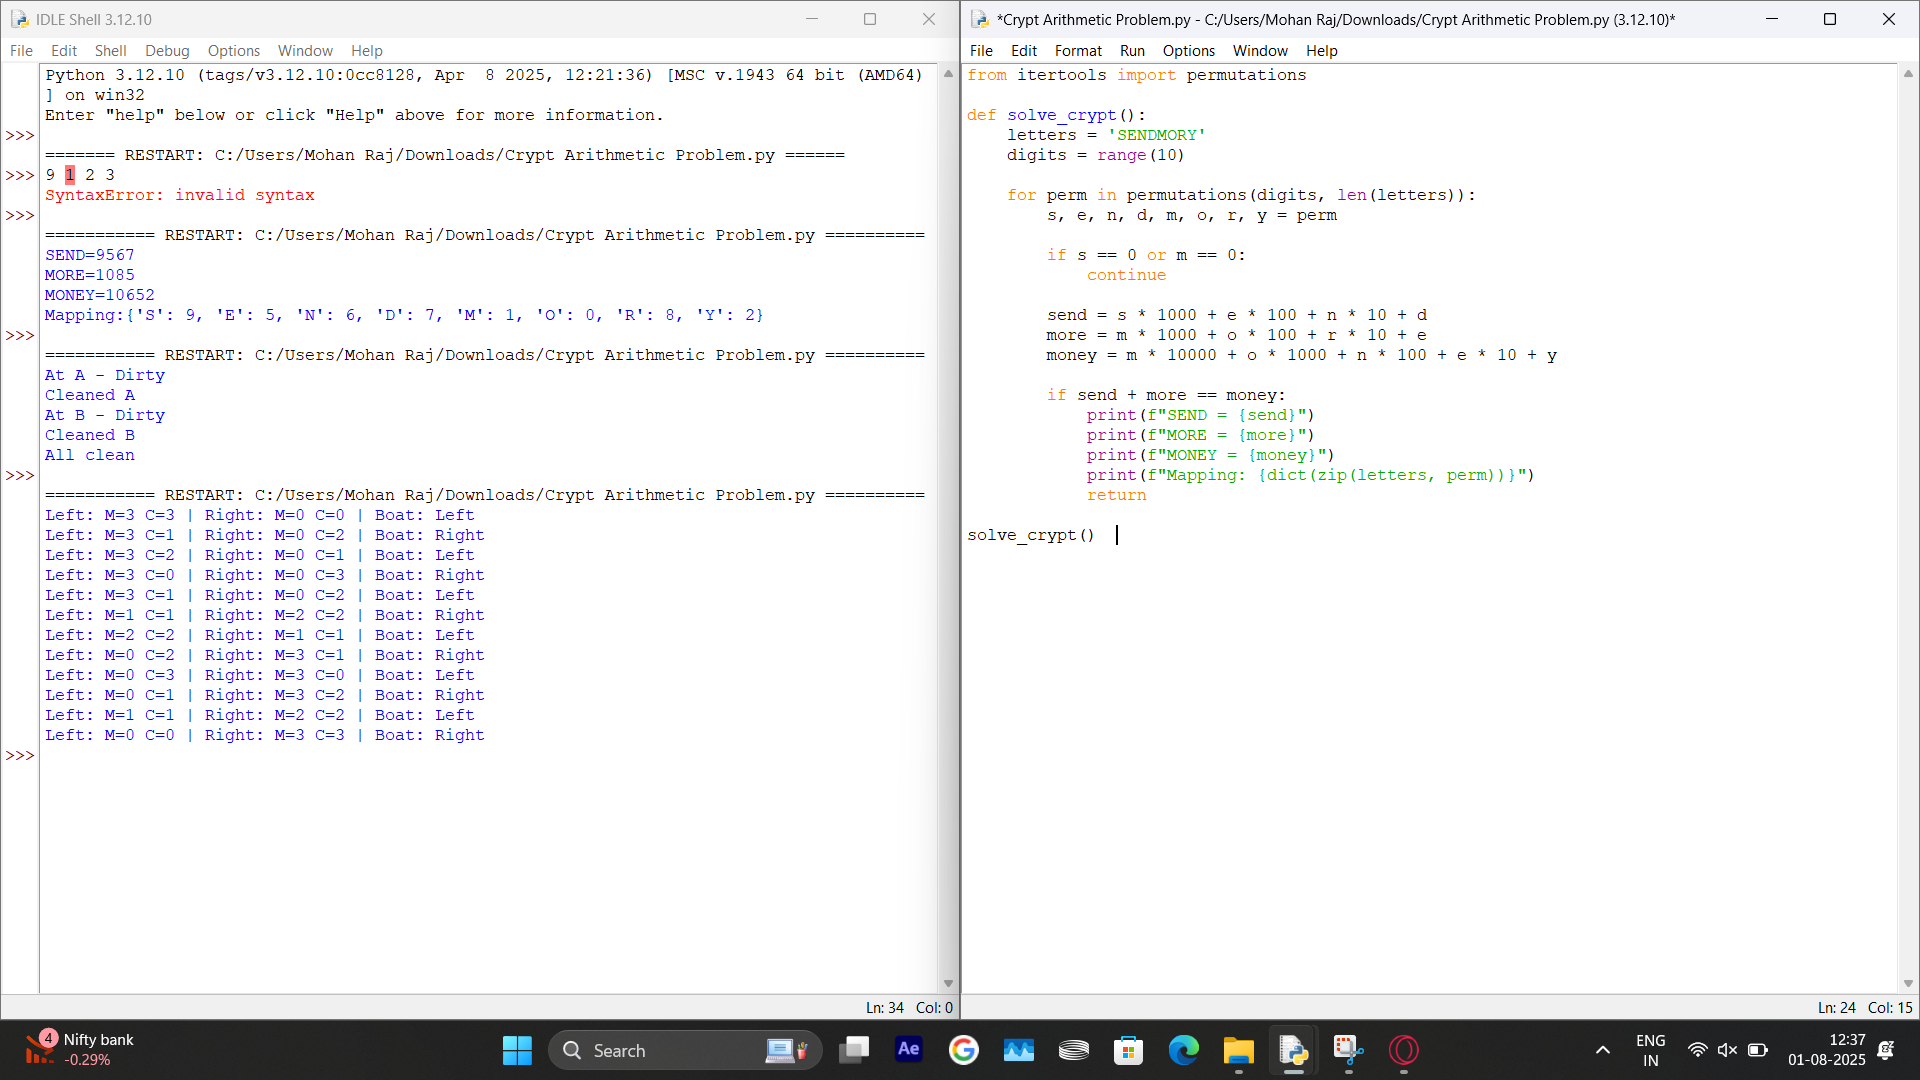 IDLE Shell 3.12.10
File Edit Shell Debug Options Window Help
Python 3.12.10 (tags/v3.12.10:0cc8128, Apr  8 2025, 12:21:36) [MSC v.1943 64 bit (AMD64)
] on win32
Enter "help" below or click "Help" above for more information.
>>>
======= RESTART: C:/Users/Mohan Raj/Downloads/Crypt Arithmetic Problem.py ======
>>> 9 1 2 3
SyntaxError: invalid syntax
>>>
=========== RESTART: C:/Users/Mohan Raj/Downloads/Crypt Arithmetic Problem.py ==========
SEND=9567
MORE=1085
MONEY=10652
Mapping:{'S': 9, 'E': 5, 'N': 6, 'D': 7, 'M': 1, 'O': 0, 'R': 8, 'Y': 2}
>>>
=========== RESTART: C:/Users/Mohan Raj/Downloads/Crypt Arithmetic Problem.py ==========
At A - Dirty
Cleaned A
At B - Dirty
Cleaned B
All clean
>>>
=========== RESTART: C:/Users/Mohan Raj/Downloads/Crypt Arithmetic Problem.py ==========
Left: M=3 C=3 | Right: M=0 C=0 | Boat: Left
Left: M=3 C=1 | Right: M=0 C=2 | Boat: Right
Left: M=3 C=2 | Right: M=0 C=1 | Boat: Left
Left: M=3 C=0 | Right: M=0 C=3 | Boat: Right
Left: M=3 C=1 | Right: M=0 C=2 | Boat: Left
Left: M=1 C=1 | Right: M=2 C=2 | Boat: Right
Left: M=2 C=2 | Right: M=1 C=1 | Boat: Left
Left: M=0 C=2 | Right: M=3 C=1 | Boat: Right
Left: M=0 C=3 | Right: M=3 C=0 | Boat: Left
Left: M=0 C=1 | Right: M=3 C=2 | Boat: Right
Left: M=1 C=1 | Right: M=2 C=2 | Boat: Left
Left: M=0 C=0 | Right: M=3 C=3 | Boat: Right
>>>
Ln: 34 Col: 0
*Crypt Arithmetic Problem.py - C:/Users/Mohan Raj/Downloads/Crypt Arithmetic Problem.py (3.12.10)*
File Edit Format Run Options Window Help
from itertools import permutations
def solve_crypt():
    letters = 'SENDMORY'
    digits = range(10)
    for perm in permutations(digits, len(letters)):
        s, e, n, d, m, o, r, y = perm
        if s == 0 or m == 0:
            continue
        send = s * 1000 + e * 100 + n * 10 + d
        more = m * 1000 + o * 100 + r * 10 + e
        money = m * 10000 + o * 1000 + n * 100 + e * 10 + y
        if send + more == money:
            print(f"SEND = {send}")
            print(f"MORE = {more}")
            print(f"MONEY = {money}")
            print(f"Mapping: {dict(zip(letters, perm))}")
            return
solve_crypt()
Ln: 24 Col: 15
4
Nifty bank
-0.29%
Search
Ae
ENG
IN
12:37
01-08-2025